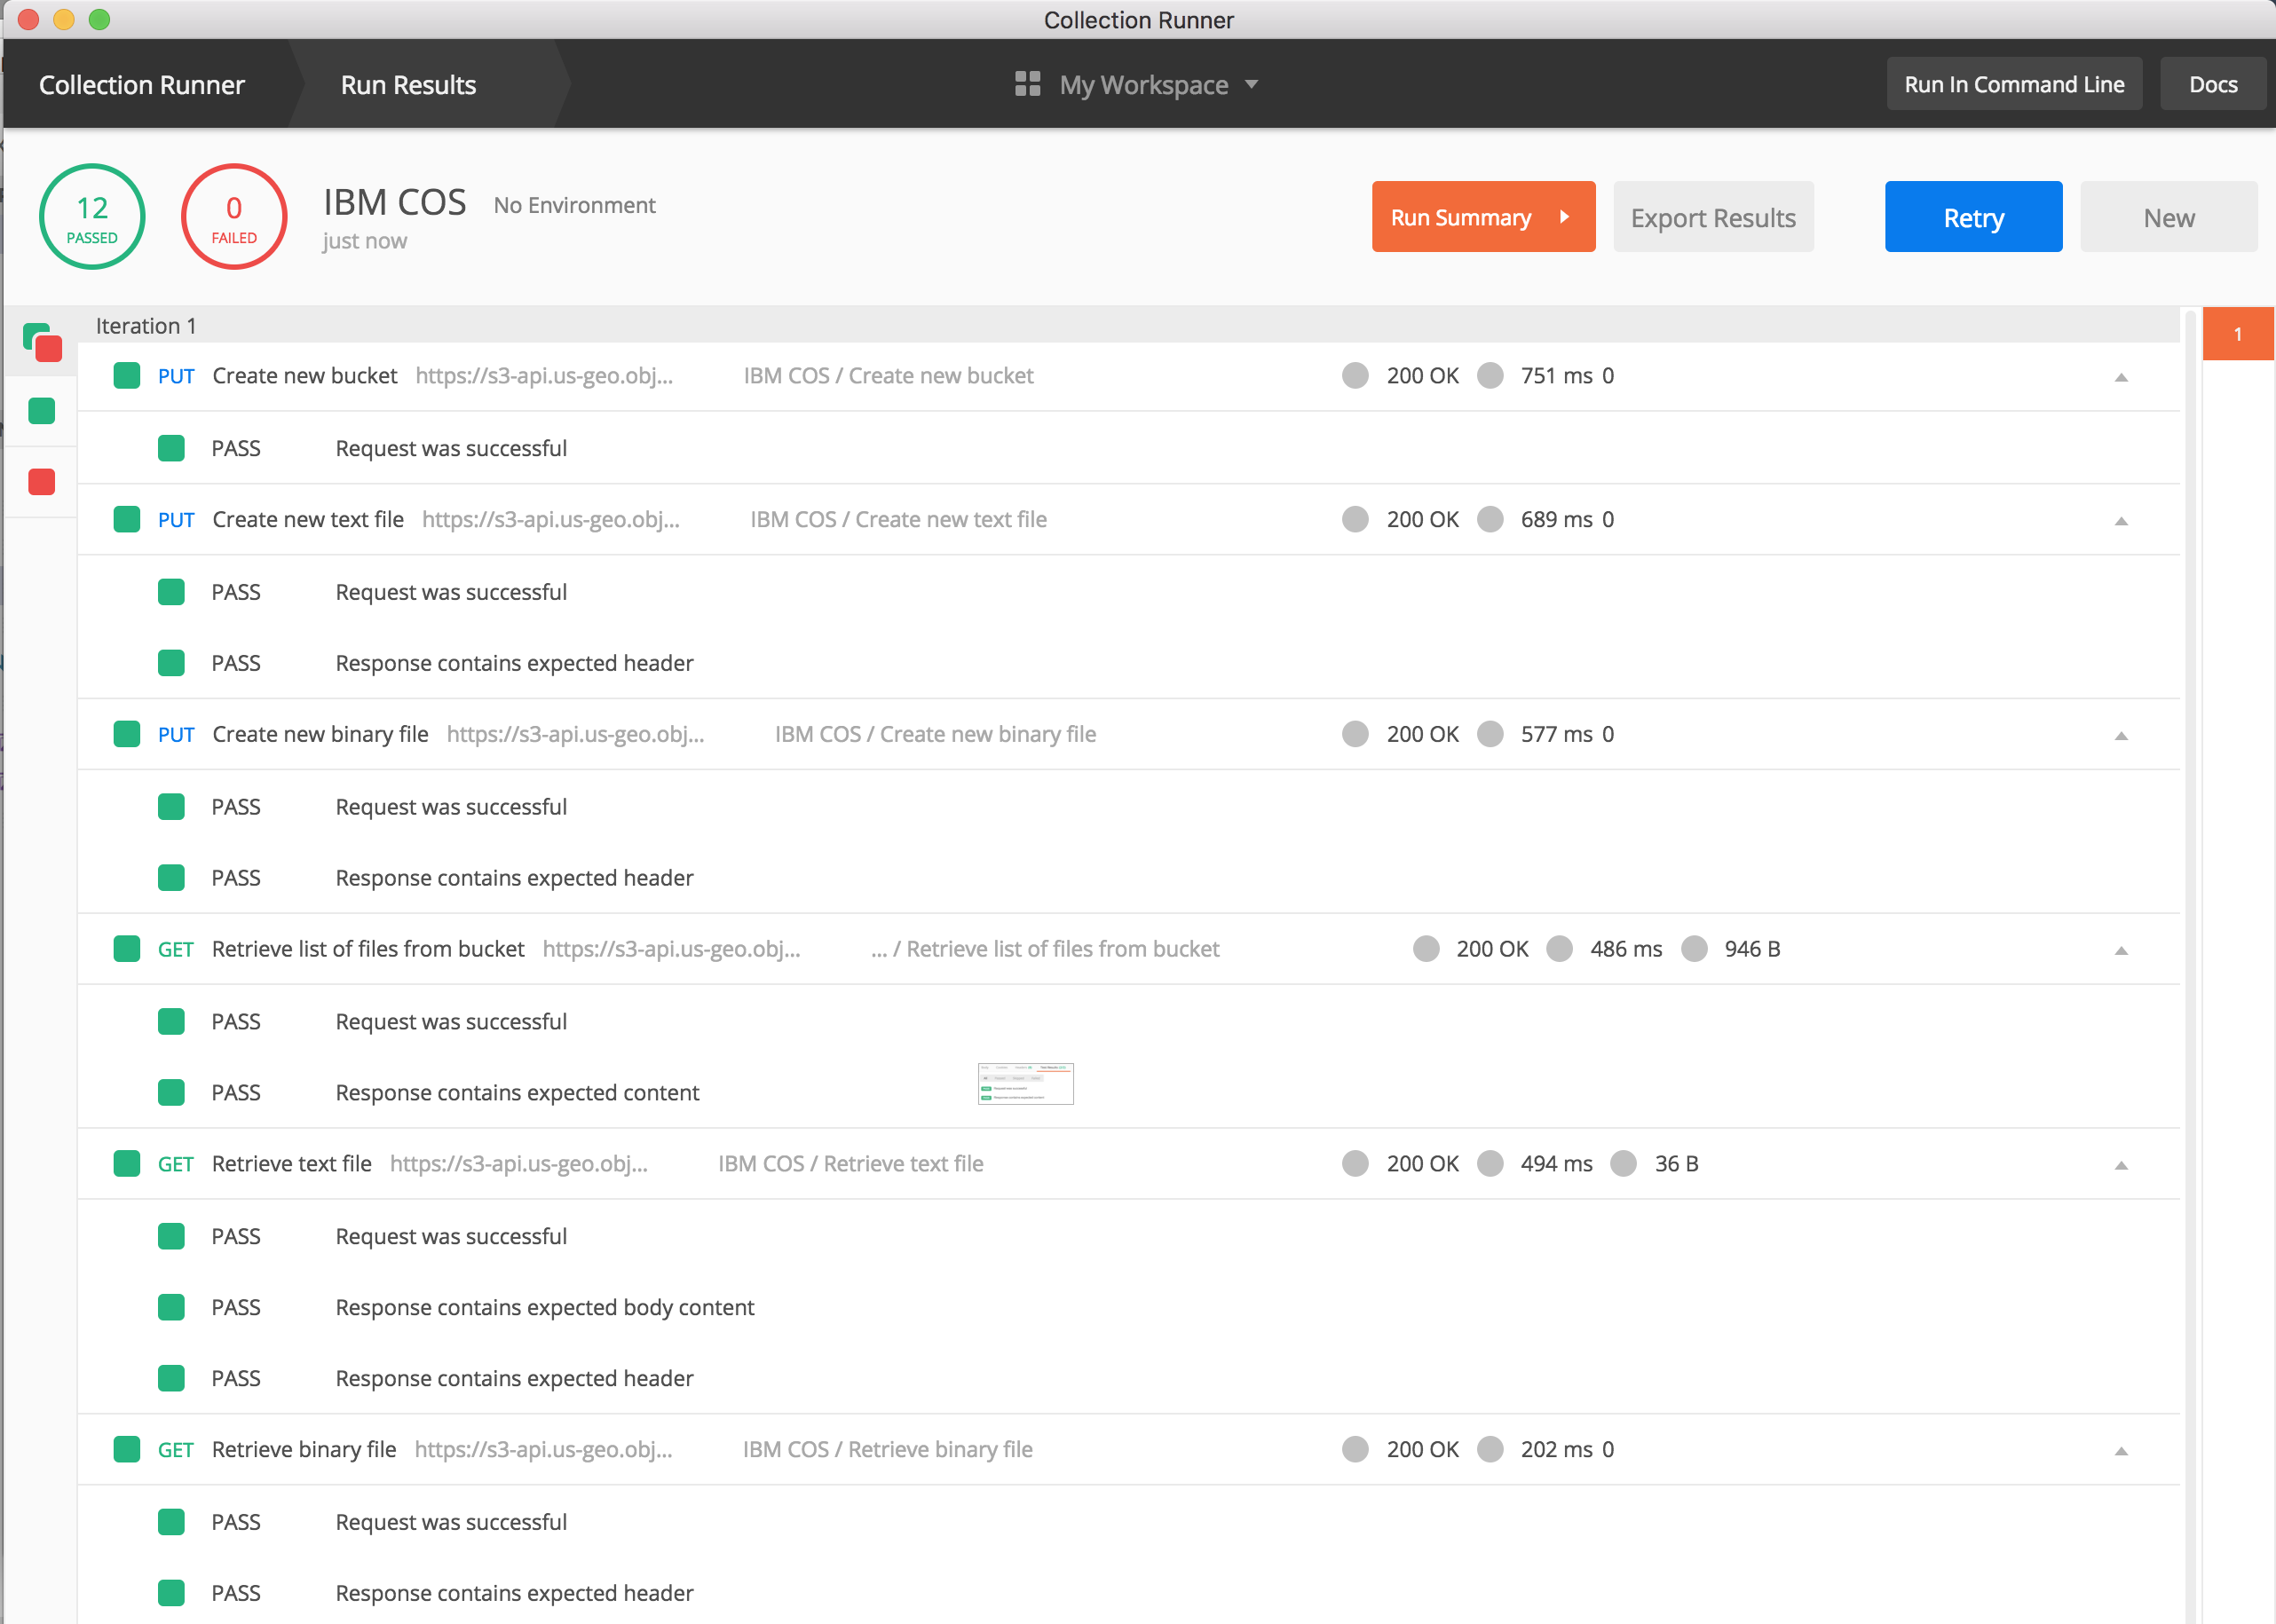 Collection Runner
Collection Runner Run Results My Workspace Run In Command Line Docs
12 PASSED
0 FAILED
IBM COS No Environment
just now
Run Summary Export Results Retry New
Iteration 1
1
PUT Create new bucket https://s3-api.us-geo.obj... IBM COS / Create new bucket 200 OK 751 ms 0
PASS Request was successful
PUT Create new text file https://s3-api.us-geo.obj... IBM COS / Create new text file 200 OK 689 ms 0
PASS Request was successful
PASS Response contains expected header
PUT Create new binary file https://s3-api.us-geo.obj... IBM COS / Create new binary file 200 OK 577 ms 0
PASS Request was successful
PASS Response contains expected header
GET Retrieve list of files from bucket https://s3-api.us-geo.obj... ... / Retrieve list of files from bucket 200 OK 486 ms 946 B
PASS Request was successful
PASS Response contains expected content
GET Retrieve text file https://s3-api.us-geo.obj... IBM COS / Retrieve text file 200 OK 494 ms 36 B
PASS Request was successful
PASS Response contains expected body content
PASS Response contains expected header
GET Retrieve binary file https://s3-api.us-geo.obj... IBM COS / Retrieve binary file 200 OK 202 ms 0
PASS Request was successful
PASS Response contains expected header